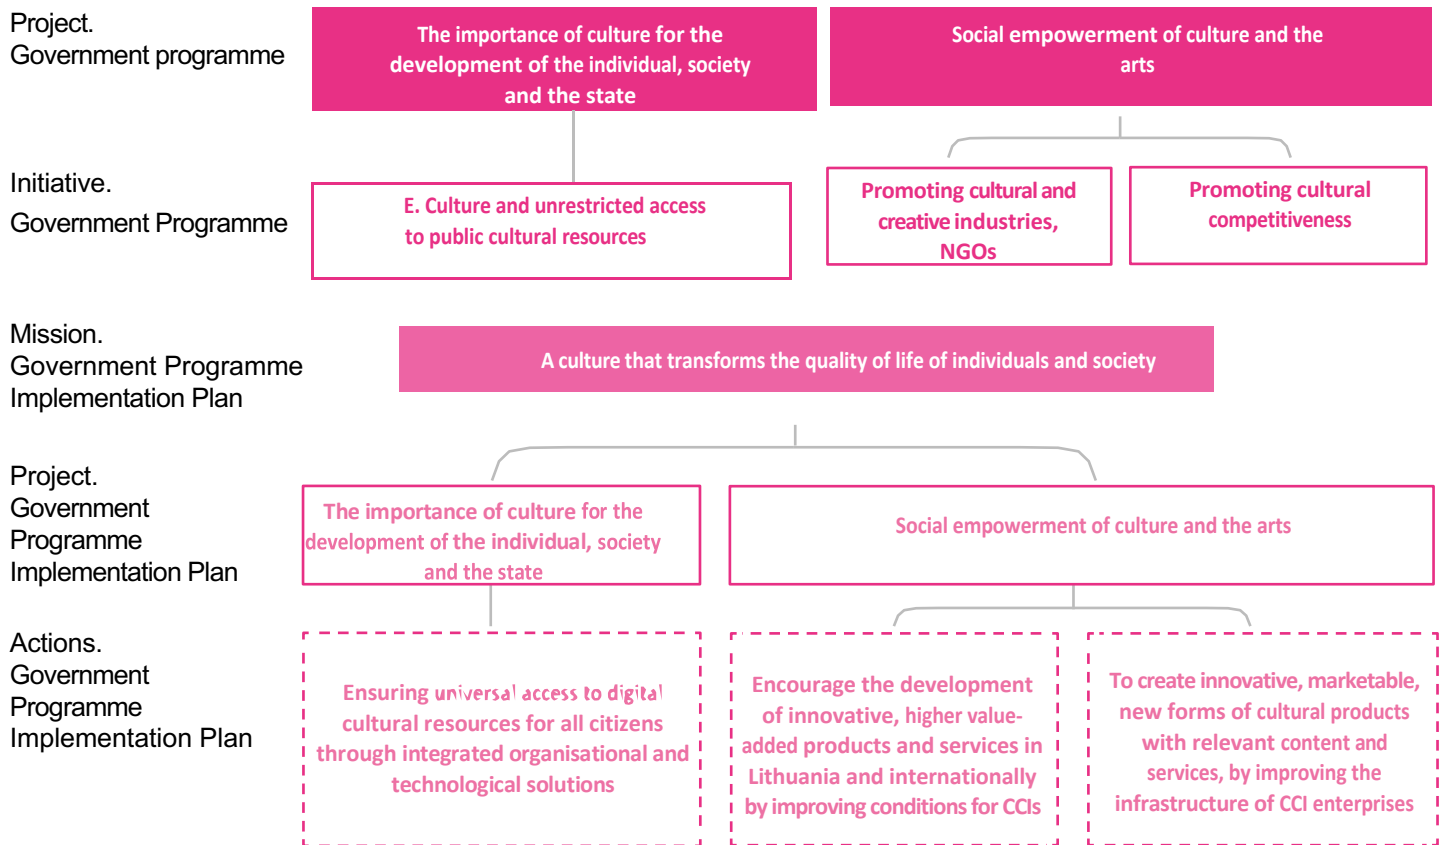 Project.
Government programme
The importance of culture for the
development of the individual, society
and the state
Social empowerment of culture and the
arts
Initiative.
Government Programme
E. Culture and unrestricted access
to public cultural resources
Promoting cultural and
creative industries,
NGOs
Promoting cultural
competitiveness
Mission.
Government Programme
Implementation Plan
A culture that transforms the quality of life of individuals and society
Project.
Government
Programme
Implementation Plan
The importance of culture for the
development of the individual, society
and the state
Social empowerment of culture and the arts
Actions.
Government
Programme
Implementation Plan
Ensuring universal access to digital
cultural resources for all citizens
through integrated organisational and
technological solutions
Encourage the development
of innovative, higher value-
added products and services in
Lithuania and internationally
by improving conditions for CCIs
To create innovative, marketable,
new forms of cultural products
with relevant content and
services, by improving the
infrastructure of CCI enterprises